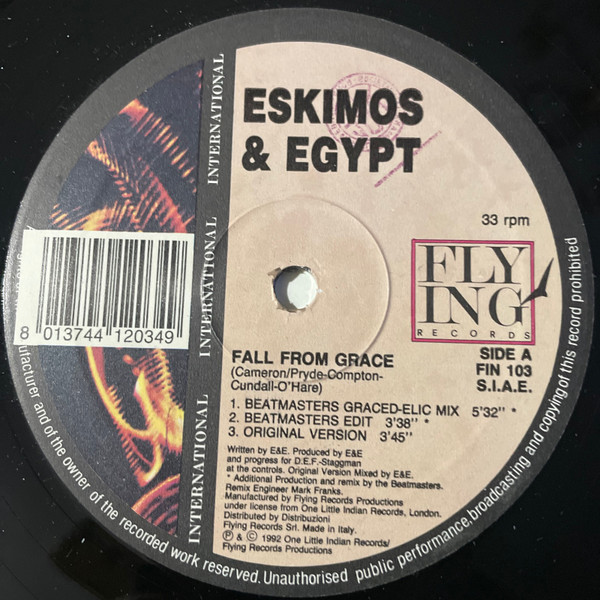 ESKIMOS
& EGYPT
INTERNATIONAL
INTERNATIONAL
INTERNATIONAL
33 rpm
FLY
ING
RECORDS
SIDE A
FIN 103
S.I.A.E.
8 013744 120349
FALL FROM GRACE
(Cameron/Pryde-Compton-
Cundall-O'Hare)
1. BEATMASTERS GRACED-ELIC MIX 5'32" *
2. BEATMASTERS EDIT 3'38" *
3. ORIGINAL VERSION 3'45"
Written by E&E. Produced by E&E
and progress for D.E.F.-Staggman
at the controls. Original Version Mixed by E&E.
* Additional Production and remix by the Beatmasters.
Remix Engineer Mark Franks.
Manufactured by Flying Records Productions
under license from One Little Indian Records, London.
Distributed by Distribuzioni
Flying Records Srl. Made in Italy.
℗ & © 1992 One Little Indian Records/
Flying Records Productions
ufacturer and of the owner of the recorded work reserved. Unauthorised public performance, broadcasting and copying of this record prohibited